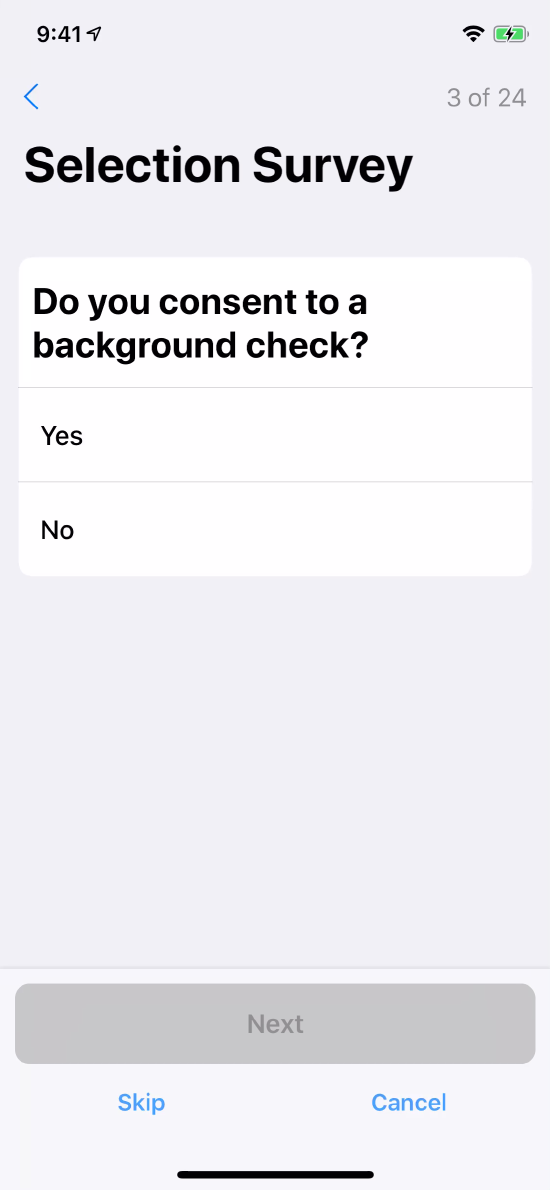 9:41
3 of 24
Selection Survey
Do you consent to a
background check?
Yes
No
Next
Skip
Cancel